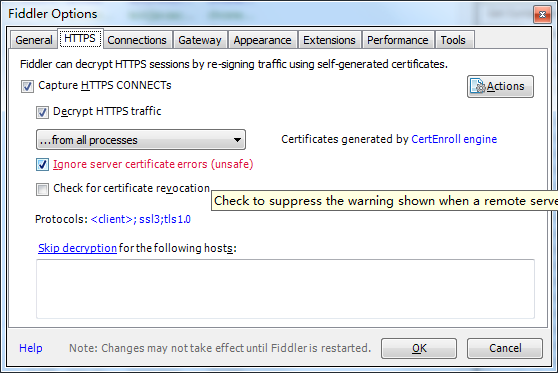 Fiddler Options
General HTTPS Connections Gateway Appearance Extensions Performance Tools
Fiddler can decrypt HTTPS sessions by re-signing traffic using self-generated certificates.
Capture HTTPS CONNECTs
Actions
Decrypt HTTPS traffic
...from all processes
Certificates generated by CertEnroll engine
Ignore server certificate errors (unsafe)
Check for certificate revocation
Check to suppress the warning shown when a remote serve
Protocols: <client>; ssl3;tls1.0
Skip decryption for the following hosts:
Help
Note: Changes may not take effect until Fiddler is restarted.
OK
Cancel